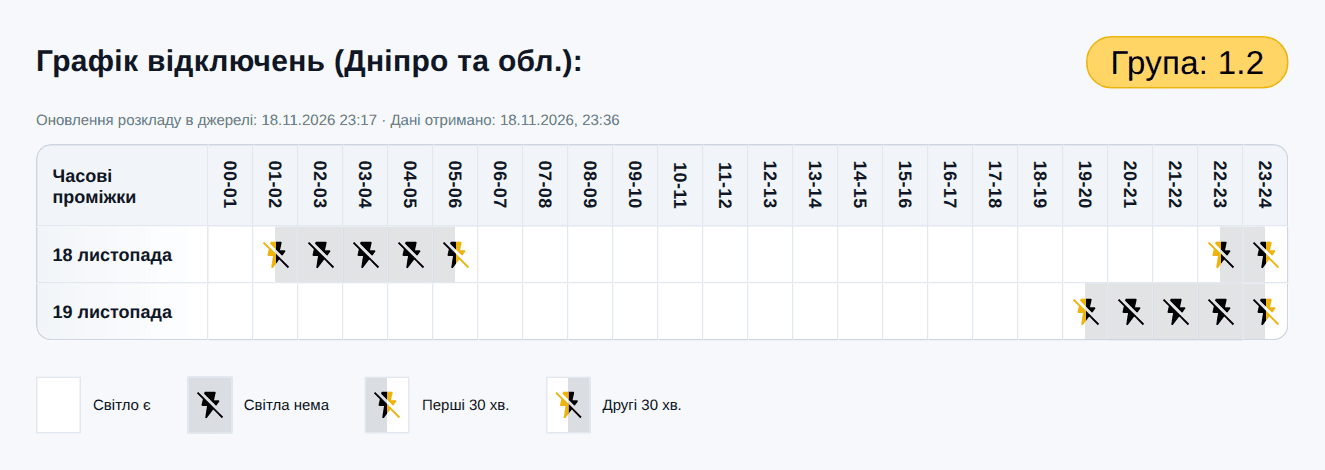 Графік відключень (Дніпро та обл.):
Група: 1.2
Оновлення розкладу в джерелі: 18.11.2026 23:17 · Дані отримано: 18.11.2026, 23:36
Часові
проміжки
00-01 01-02 02-03 03-04 04-05 05-06 06-07 07-08 08-09 09-10 10-11 11-12 12-13 13-14 14-15 15-16 16-17 17-18 18-19 19-20 20-21 21-22 22-23 23-24
18 листопада
19 листопада
Світло є Світла нема Перші 30 хв. Другі 30 хв.